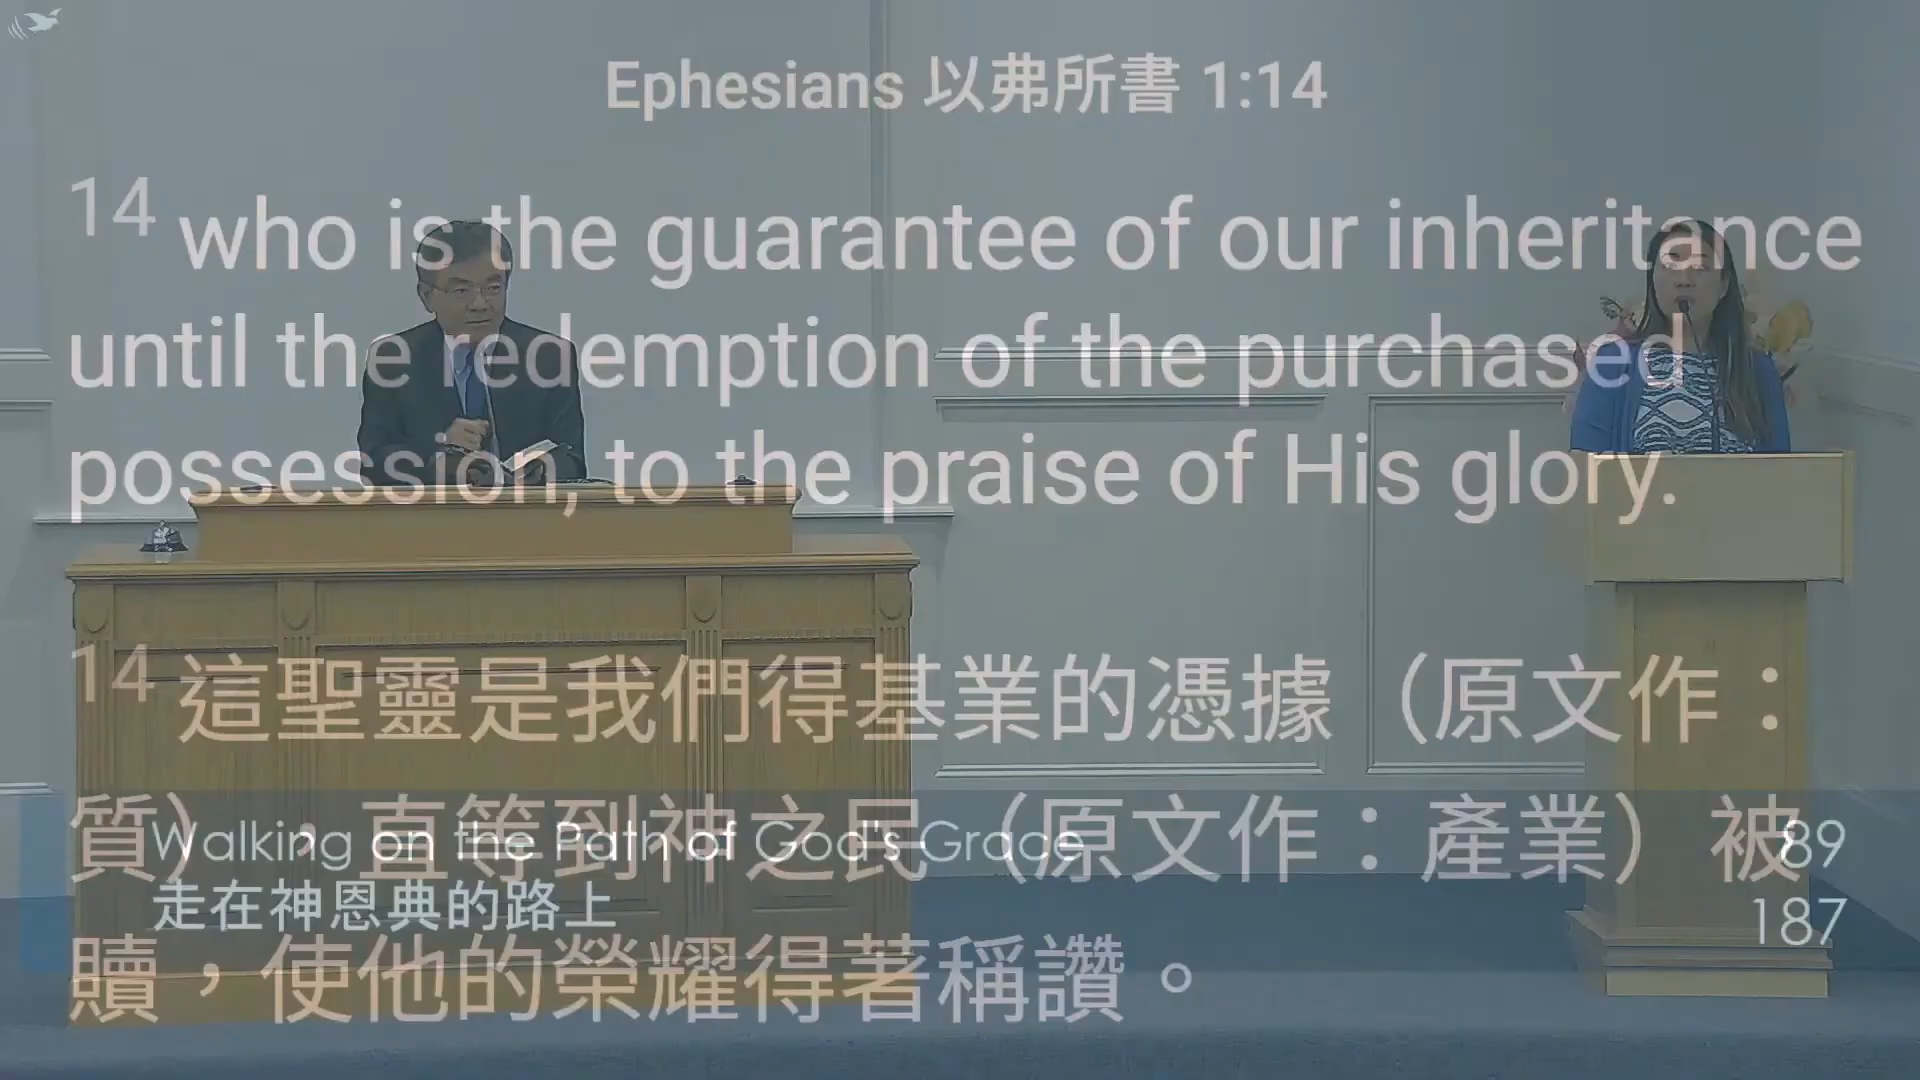 Ephesians 以弗所書 1:14
14 who is the guarantee of our inheritance
until the redemption of the purchased
possession, to the praise of His glory.
14 這聖靈是我們得基業的憑據（原文作：
質），直等到神之民（原文作：產業）被
贖，使他的榮耀得著稱讚。
Walking on the Path of God's Grace 89
走在神恩典的路上 187